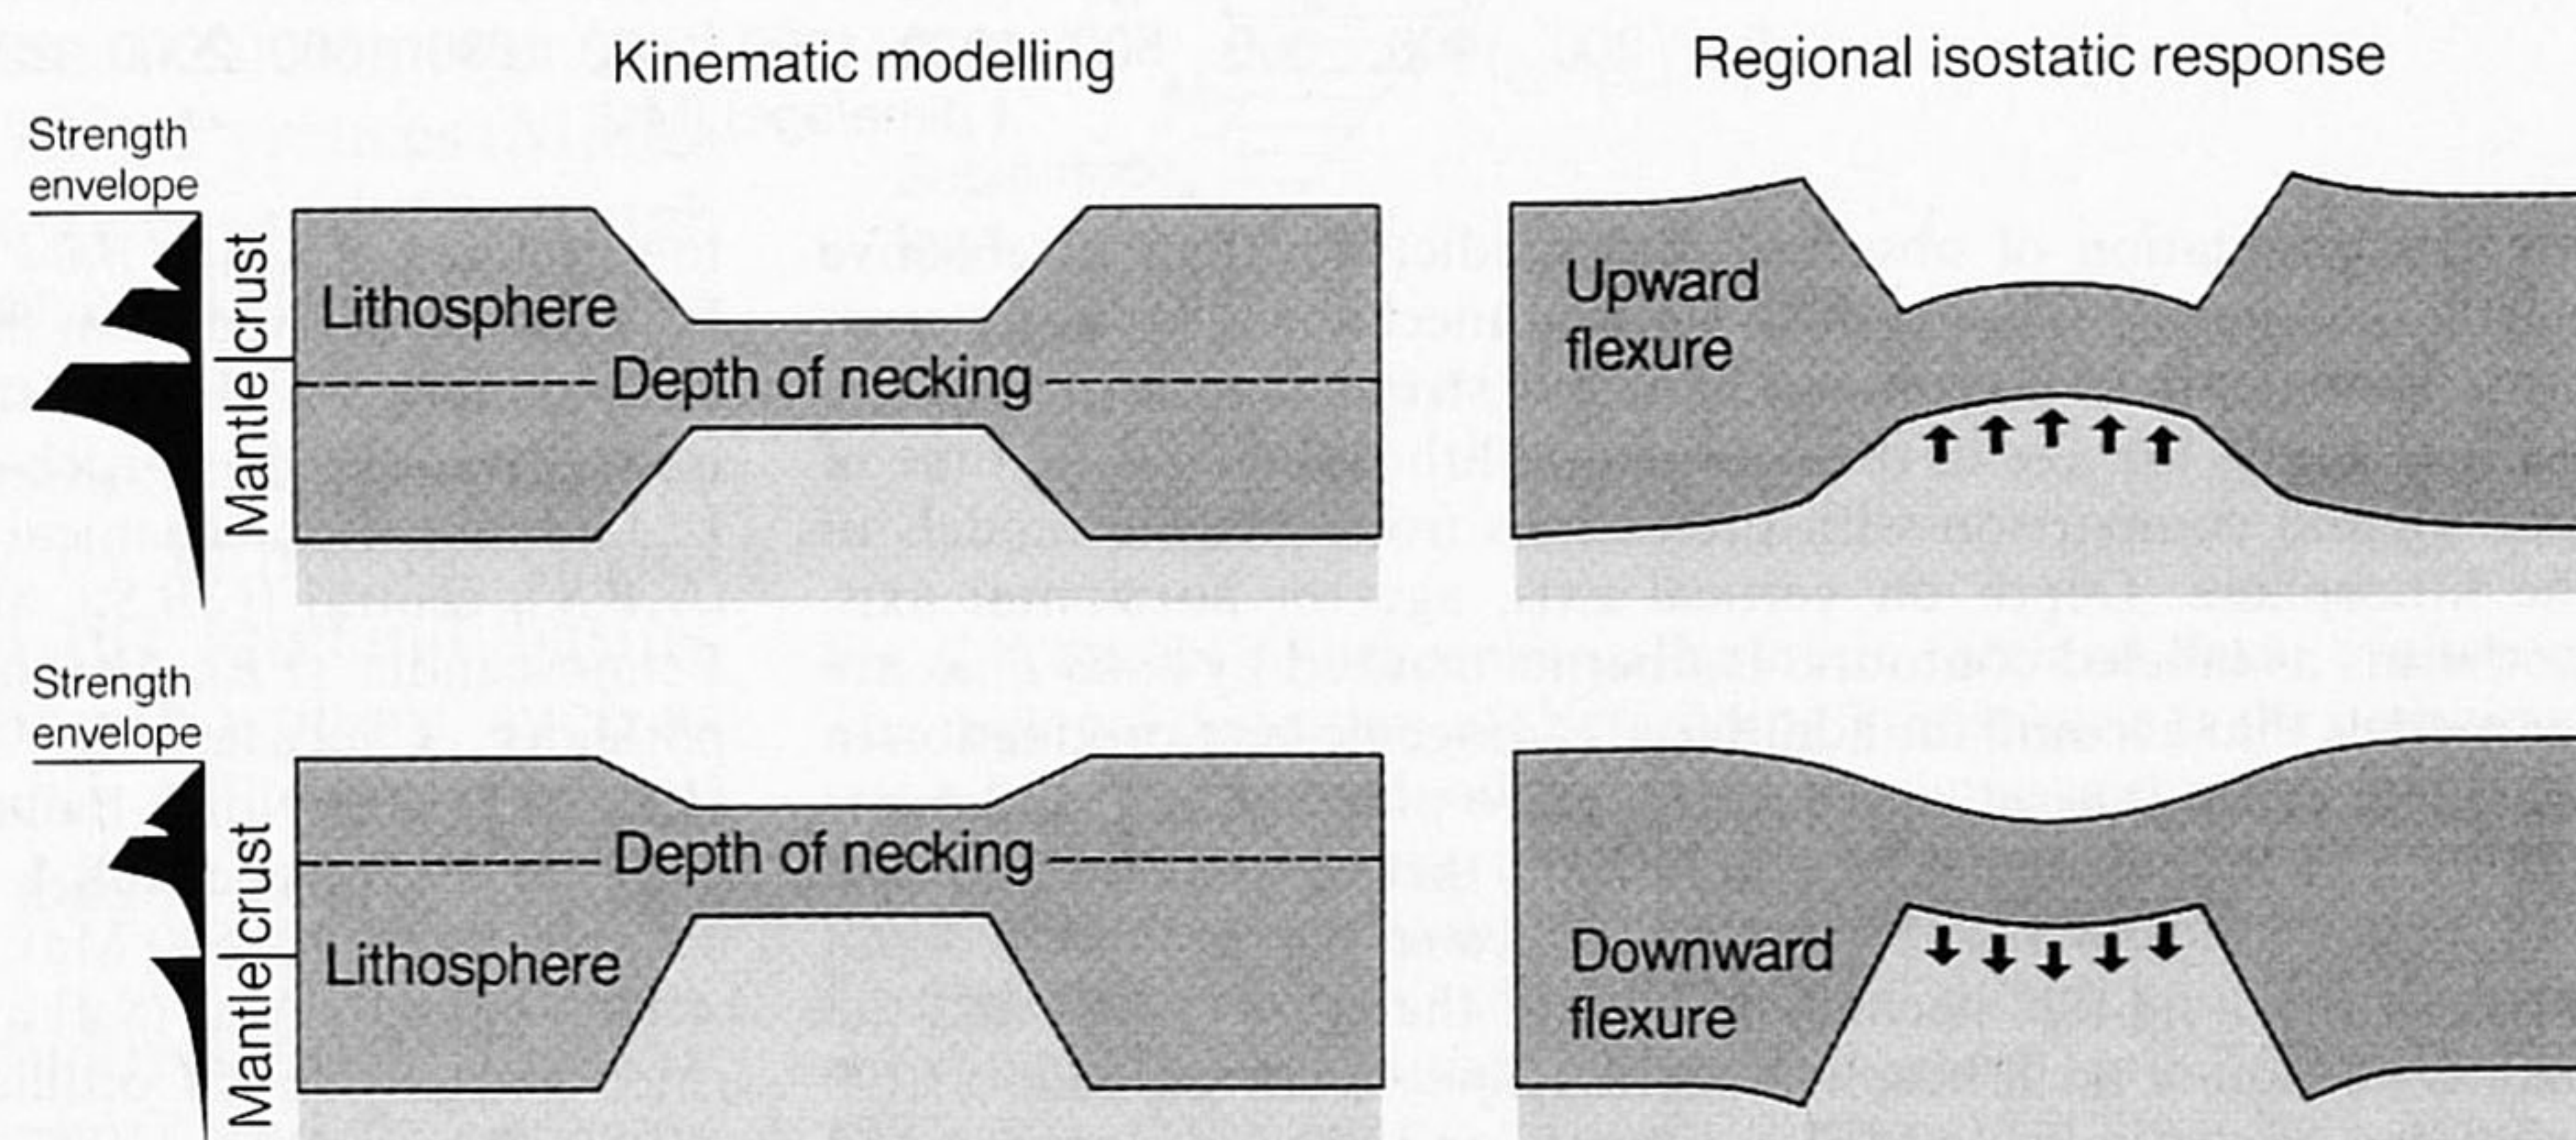 Kinematic modelling
Regional isostatic response
Strength
envelope
crust
Mantle
Lithosphere
Depth of necking
Upward
flexure
Strength
envelope
crust
Mantle
Depth of necking
Lithosphere
Downward
flexure